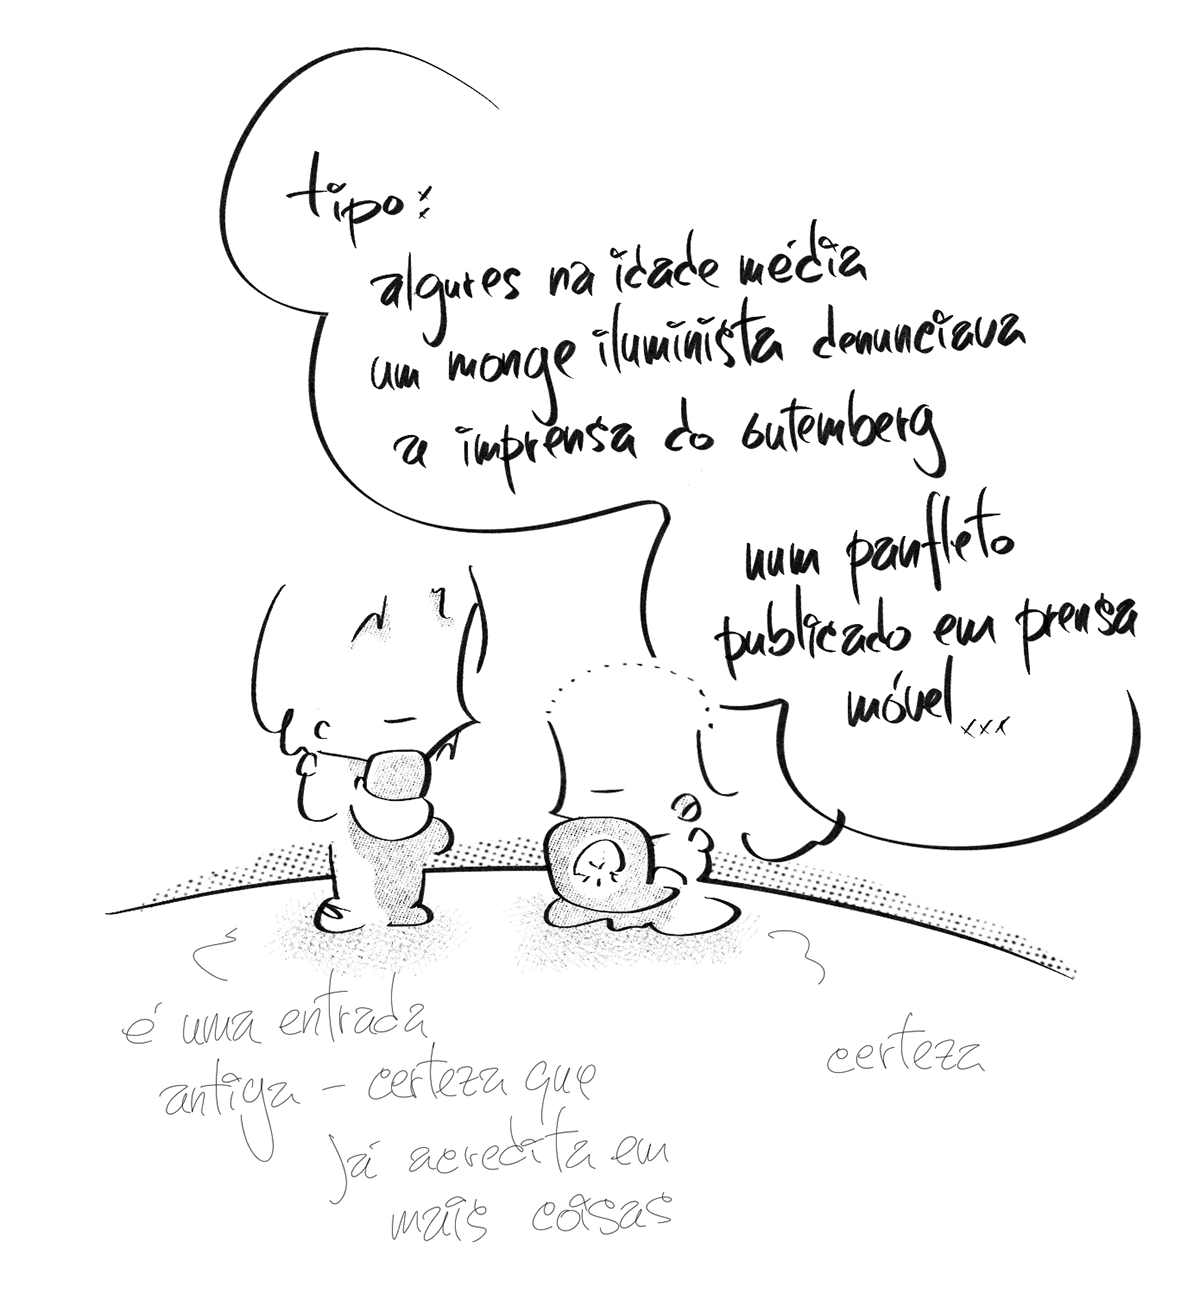 tipo:
algures na idade média
um monge iluminista denunciava
a imprensa do gutemberg
num panfleto
publicado em prensa
móvel...
é uma entrada
antiga – certeza que
já acredita em
mais coisas
certeza